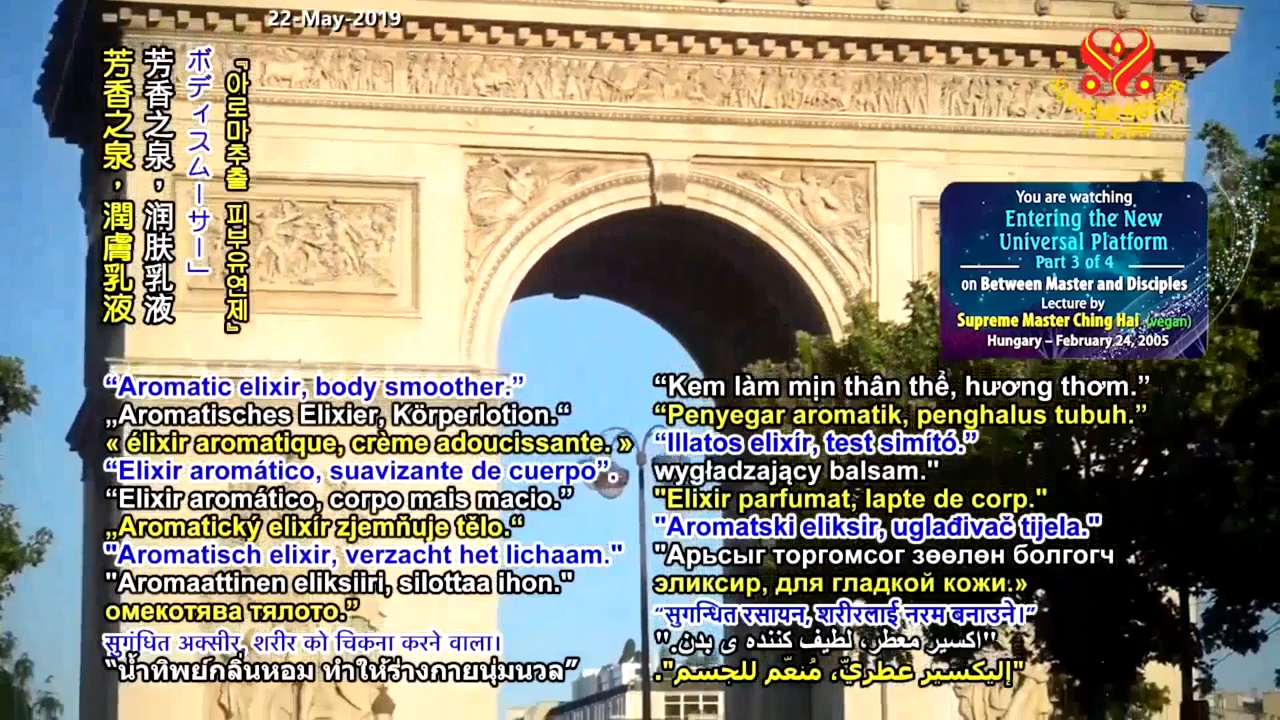 22-May-2019
『아로마추출 피부유연제』
ボディスムーサー」
芳香之泉，润肤乳液
芳香之泉，潤膚乳液
You are watching
Entering the New
Universal Platform
Part 3 of 4
on Between Master and Disciples
Lecture by
Supreme Master Ching Hai (vegan)
Hungary – February 24, 2005
“Aromatic elixir, body smoother.”
„Aromatisches Elixier, Körperlotion.“
« élixir aromatique, crème adoucissante. »
“Elixir aromático, suavizante de cuerpo”.
“Elixir aromático, corpo mais macio.”
„Aromatický elixír zjemňuje tělo.“
"Aromatisch elixir, verzacht het lichaam."
"Aromaattinen eliksiiri, silottaa ihon."
омекотява тялото.”
सुगंधित अक्सीर, शरीर को चिकना करने वाला।
“น้ำทิพย์กลิ่นหอม ทำให้ร่างกายนุ่มนวล”
“Kem làm mịn thân thể, hương thơm.”
“Penyegar aromatik, penghalus tubuh.”
“Illatos elixír, test simító.”
wygładzający balsam."
"Elixir parfumat, lapte de corp."
"Aromatski eliksir, uglađivač tijela."
"Арьсыг торгомсог зөөлөн болгогч
эликсир, для гладкой кожи.»
“सुगन्धित रसायन, शरीरलाई नरम बनाउने।”
"اکسیر معطر، لطیف کننده ی بدن."
"إليكسير عطريّ، مُنعّم للجسم".